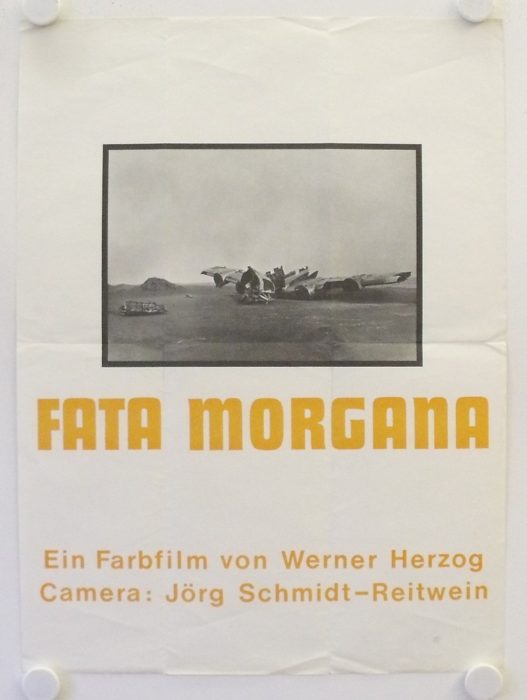 FATA MORGANA
Ein Farbfilm von Werner Herzog
Camera: Jörg Schmidt-Reitwein